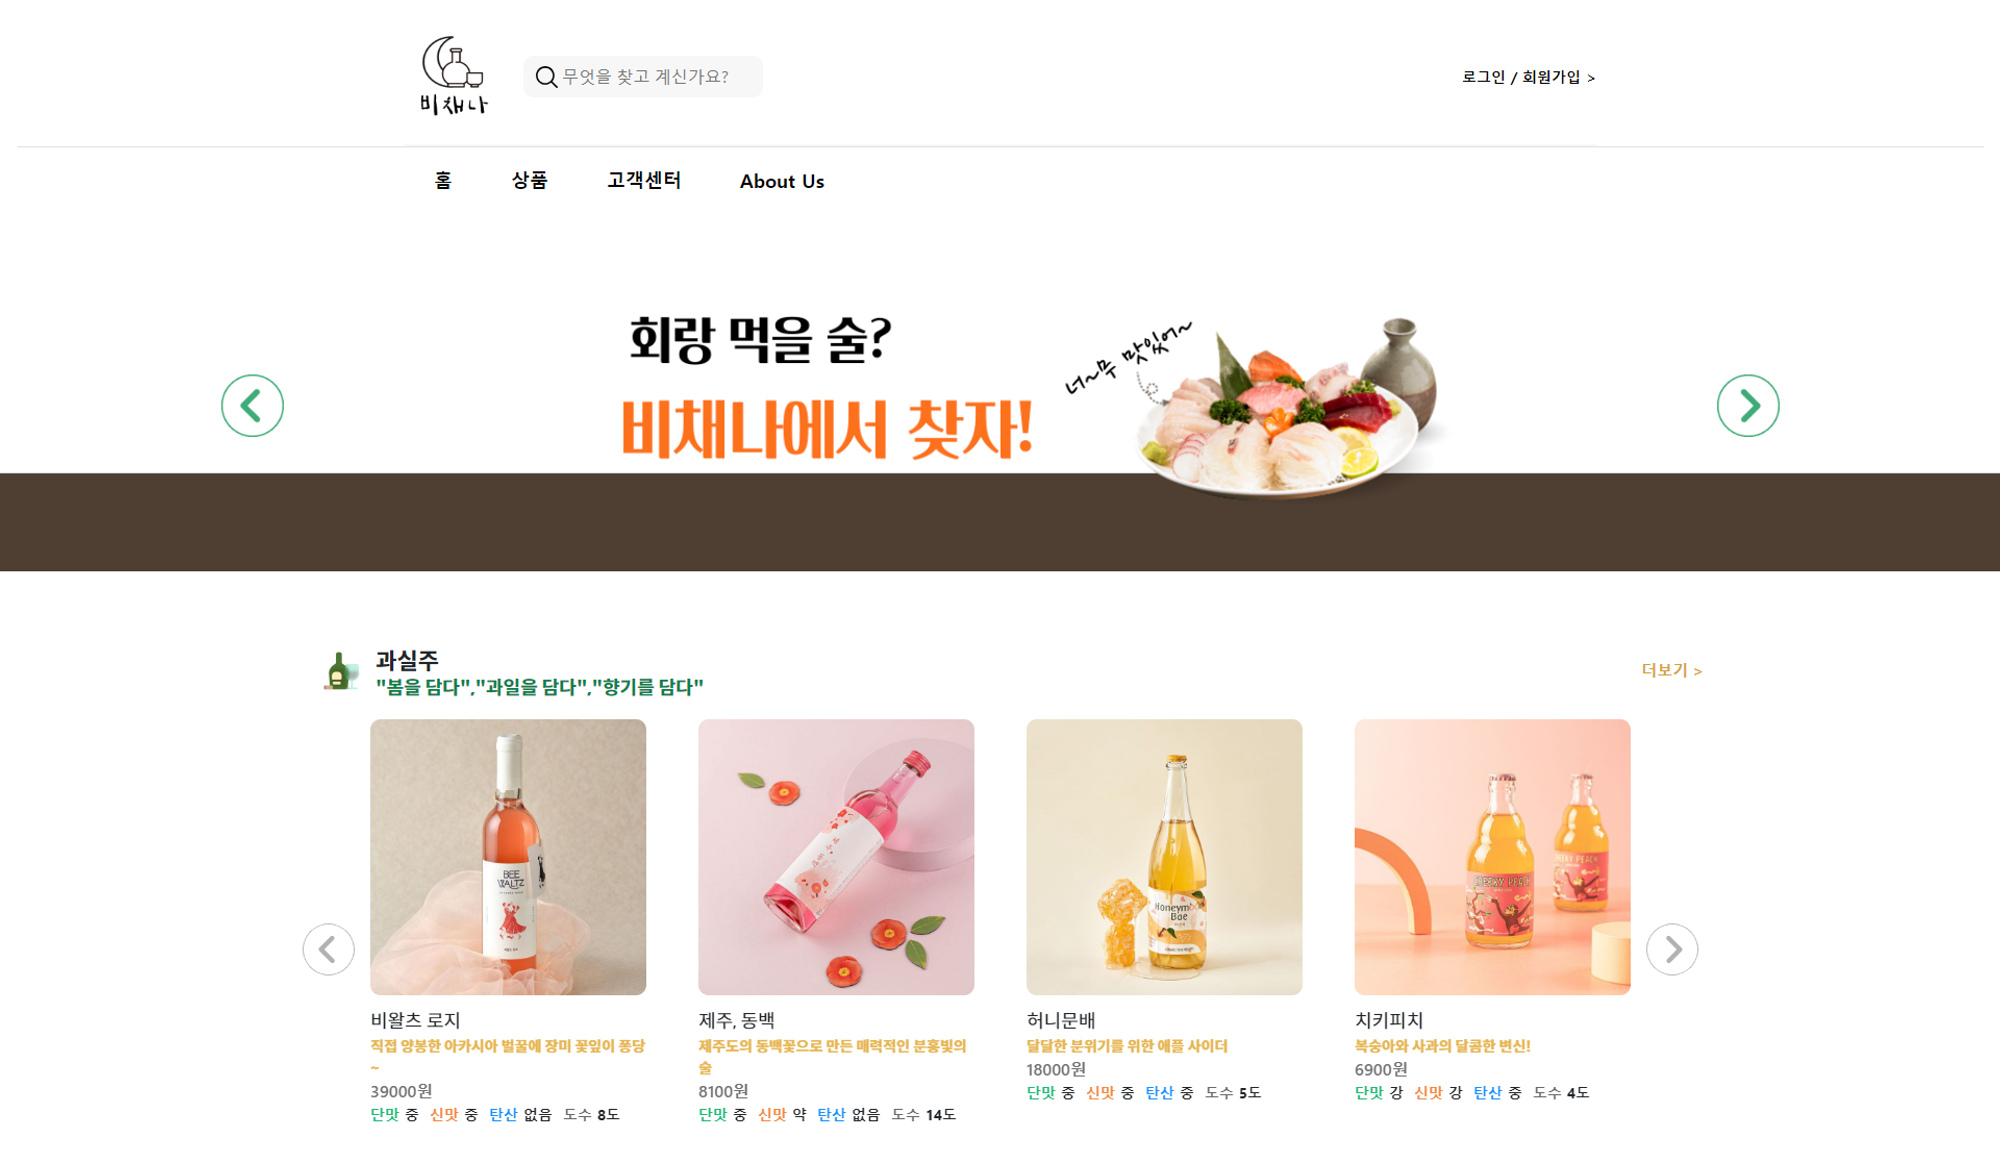 비채나
무엇을 찾고 계신가요?
로그인 / 회원가입 >
홈
상품
고객센터
About Us
회랑 먹을 술?
비채나에서 찾자!
너~무 맛있어~
과실주
"봄을 담다","과일을 담다","향기를 담다"
더보기 >
BEE
WALTZ
CHEEKY PEACH
비왈츠 로지
직접 양봉한 아카시아 벌꿀에 장미 꽃잎이 퐁당
~
39000원
단맛 중 신맛 중 탄산 없음 도수 8도
제주, 동백
제주도의 동백꽃으로 만든 매력적인 분홍빛의
술
8100원
단맛 중 신맛 약 탄산 없음 도수 14도
허니문배
달달한 분위기를 위한 애플 사이더
18000원
단맛 중 신맛 중 탄산 중 도수 5도
치키피치
복숭아와 사과의 달콤한 변신!
6900원
단맛 강 신맛 강 탄산 중 도수 4도